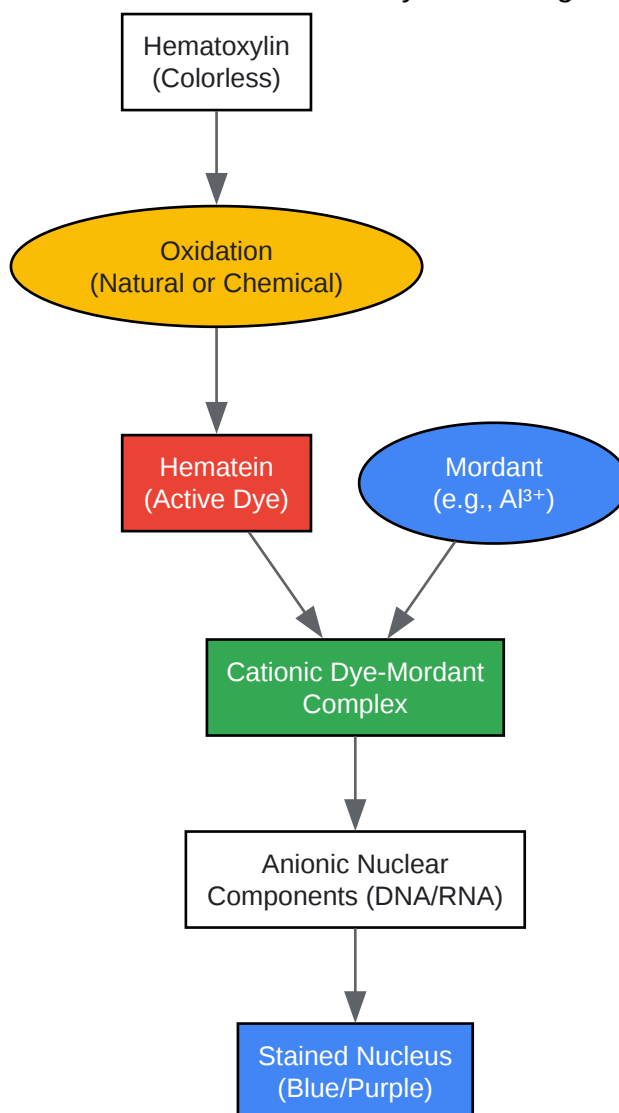 Hematoxylin
(Colorless)
Oxidation
(Natural or Chemical)
Hematein
(Active Dye)
Mordant
(e.g., Al³⁺)
Cationic Dye-Mordant
Complex
Anionic Nuclear
Components (DNA/RNA)
Stained Nucleus
(Blue/Purple)